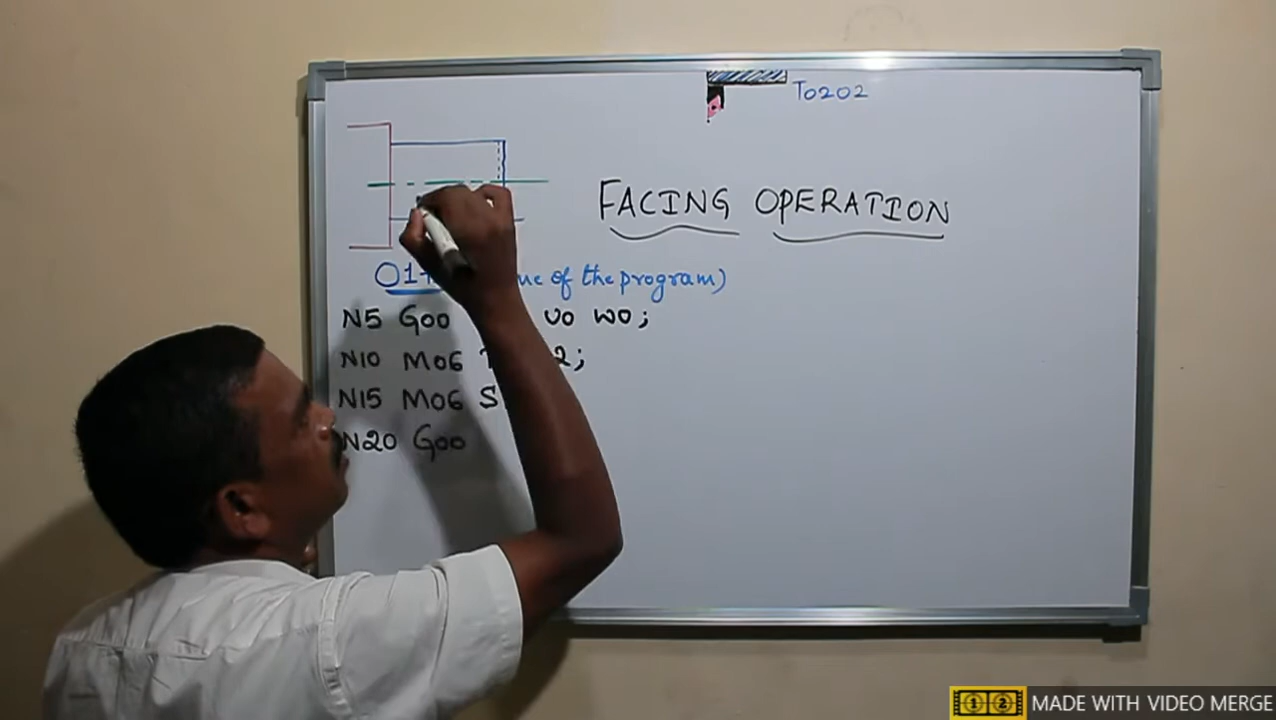 T0202
FACING OPERATION
of the program)
N5 G00 U0 W0;
N10 M06 2;
N15 M06 S
N20 G00
MADE WITH VIDEO MERGE